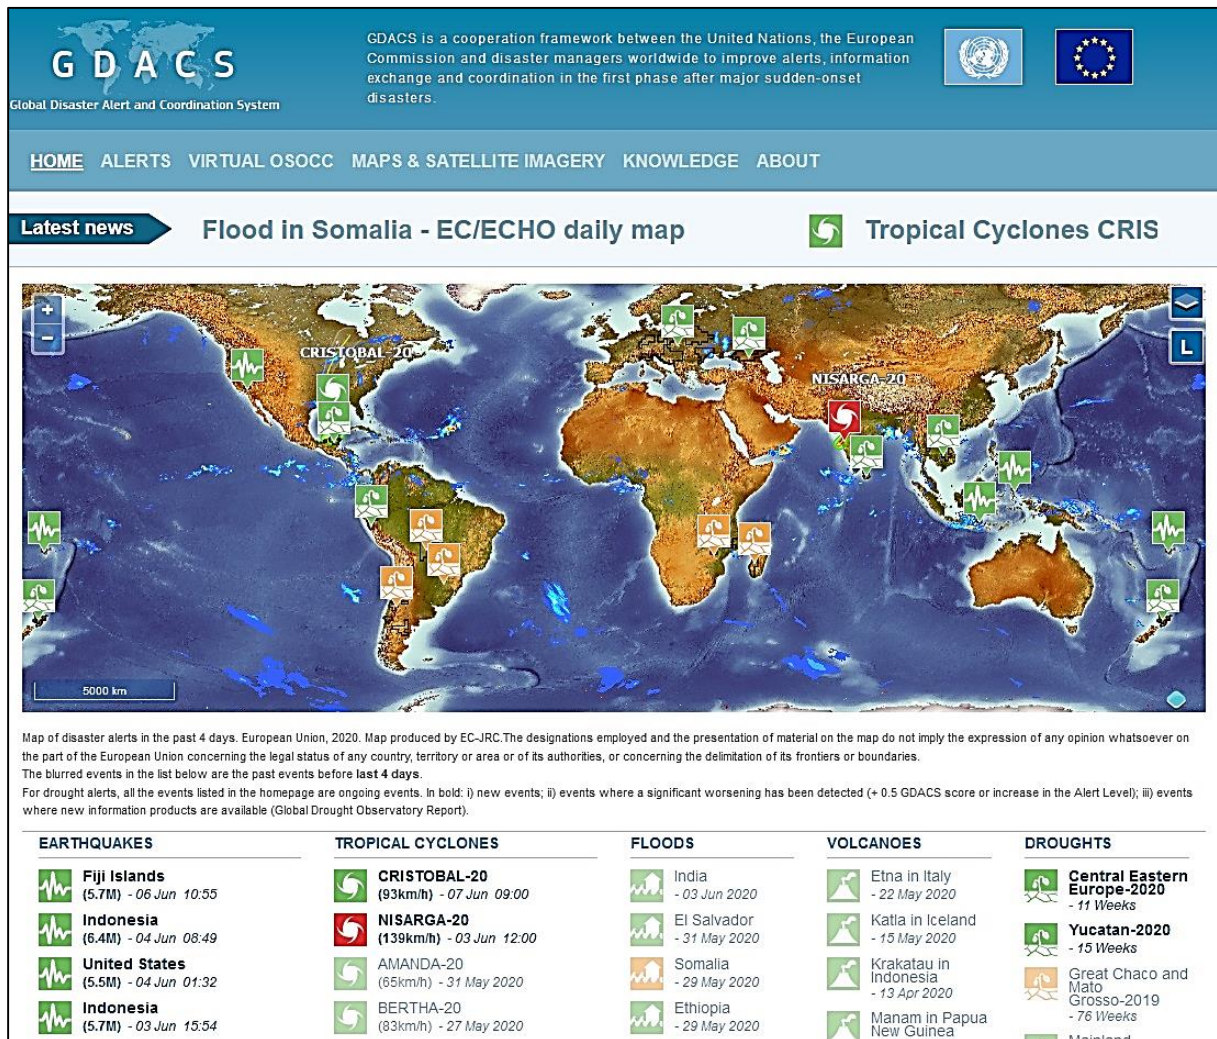 GDACS
Global Disaster Alert and Coordination System
GDACS is a cooperation framework between the United Nations, the European
Commission and disaster managers worldwide to improve alerts, information
exchange and coordination in the first phase after major sudden-onset
disasters.
HOME ALERTS VIRTUAL OSOCC MAPS & SATELLITE IMAGERY KNOWLEDGE ABOUT
Latest news
Flood in Somalia - EC/ECHO daily map
Tropical Cyclones CRIS
+
-
L
CRISTOBAL-20
NISARGA-20
5000 km
Map of disaster alerts in the past 4 days. European Union, 2020. Map produced by EC-JRC.The designations employed and the presentation of material on the map do not imply the expression of any opinion whatsoever on
the part of the European Union concerning the legal status of any country, territory or area or of its authorities, or concerning the delimitation of its frontiers or boundaries.
The blurred events in the list below are the past events before last 4 days.
For drought alerts, all the events listed in the homepage are ongoing events. In bold: i) new events; ii) events where a significant worsening has been detected (+ 0.5 GDACS score or increase in the Alert Level); iii) events
where new information products are available (Global Drought Observatory Report).
EARTHQUAKES
Fiji Islands
(5.7M) - 06 Jun 10:55
Indonesia
(6.4M) - 04 Jun 08:49
United States
(5.5M) - 04 Jun 01:32
Indonesia
(5.7M) - 03 Jun 15:54
TROPICAL CYCLONES
CRISTOBAL-20
(93km/h) - 07 Jun 09:00
NISARGA-20
(139km/h) - 03 Jun 12:00
AMANDA-20
(65km/h) - 31 May 2020
BERTHA-20
(83km/h) - 27 May 2020
FLOODS
India
- 03 Jun 2020
El Salvador
- 31 May 2020
Somalia
- 29 May 2020
Ethiopia
- 29 May 2020
VOLCANOES
Etna in Italy
- 22 May 2020
Katla in Iceland
- 15 May 2020
Krakatau in
Indonesia
- 13 Apr 2020
Manam in Papua
New Guinea
DROUGHTS
Central Eastern
Europe-2020
- 11 Weeks
Yucatan-2020
- 15 Weeks
Great Chaco and
Mato
Grosso-2019
- 76 Weeks